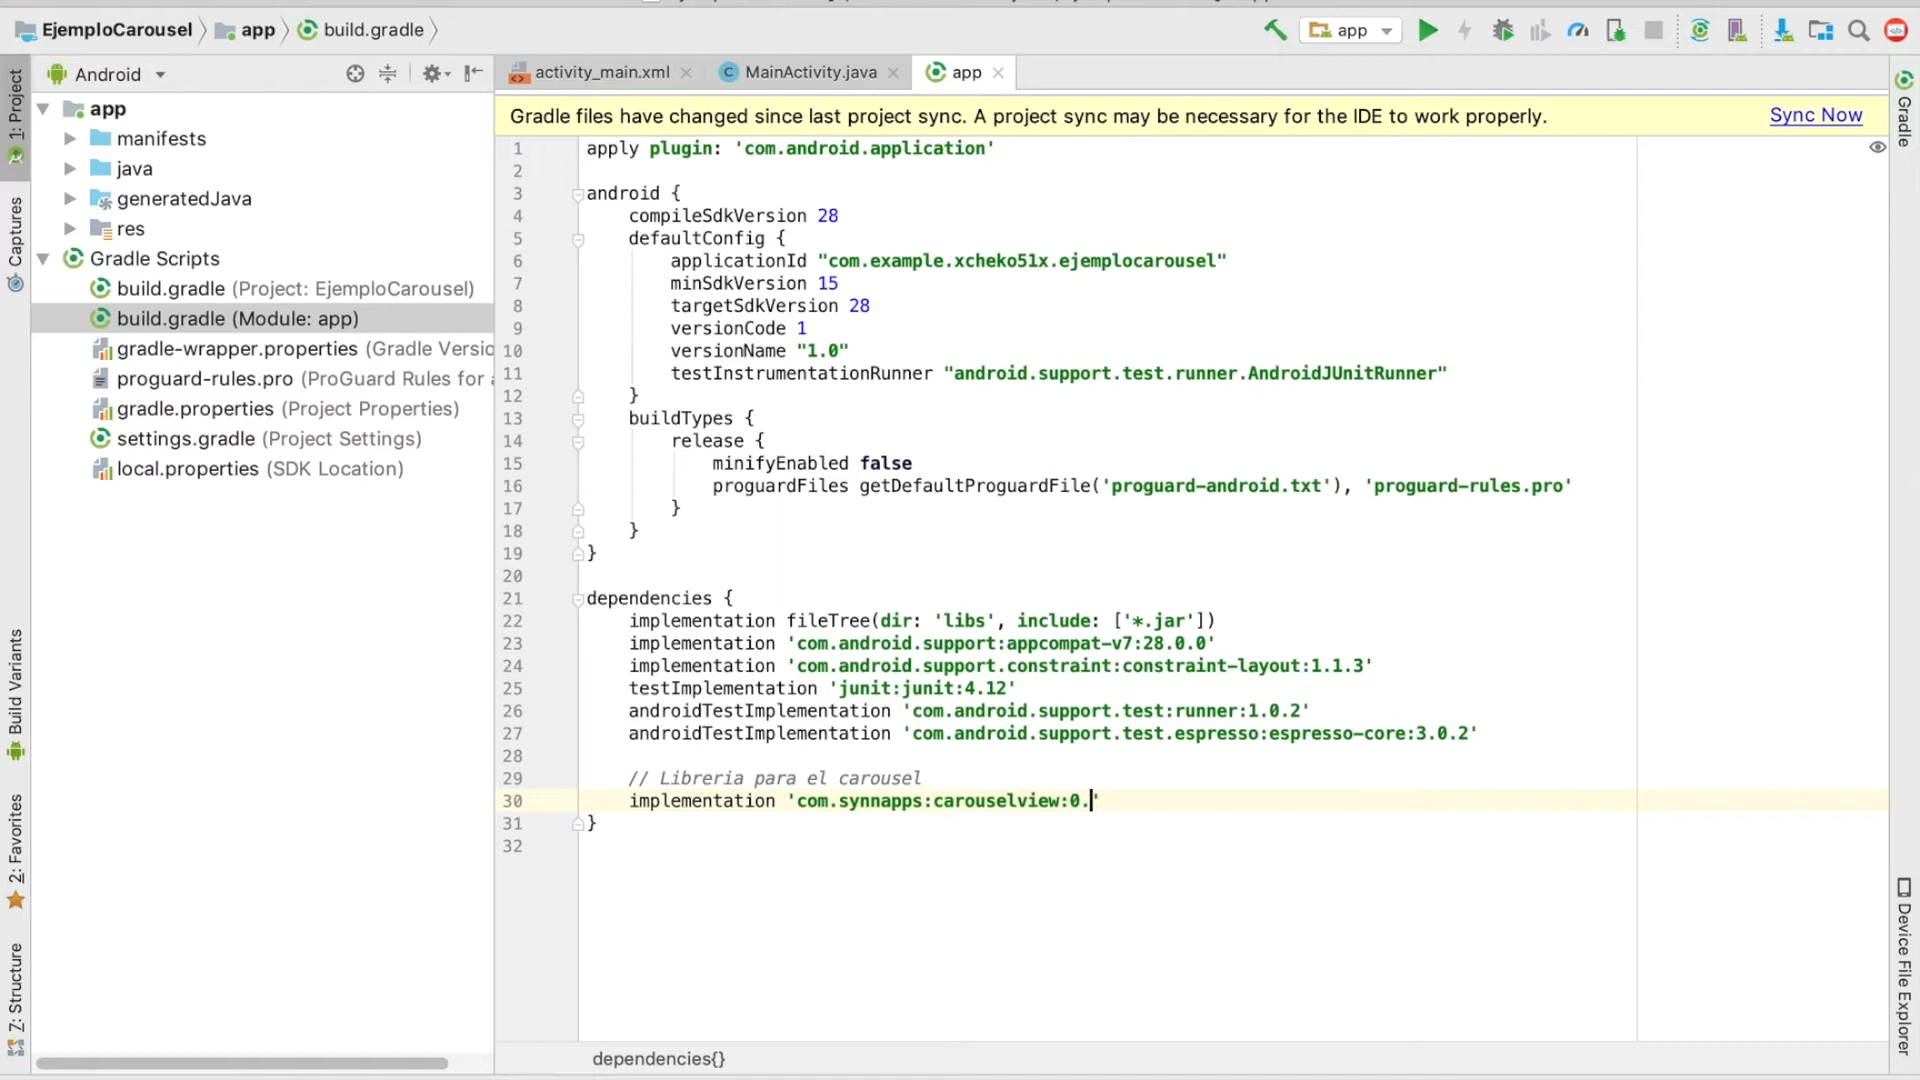 EjemploCarousel app build.gradle app
Android activity_main.xml MainActivity.java app
Gradle files have changed since last project sync. A project sync may be necessary for the IDE to work properly. Sync Now
1: Project
Captures
Build Variants
2: Favorites
Z: Structure
app
manifests
java
generatedJava
res
Gradle Scripts
build.gradle (Project: EjemploCarousel)
build.gradle (Module: app)
gradle-wrapper.properties (Gradle Versio
proguard-rules.pro (ProGuard Rules for
gradle.properties (Project Properties)
settings.gradle (Project Settings)
local.properties (SDK Location)
1 apply plugin: 'com.android.application'
2
3 android {
4 compileSdkVersion 28
5 defaultConfig {
6 applicationId "com.example.xcheko51x.ejemplocarousel"
7 minSdkVersion 15
8 targetSdkVersion 28
9 versionCode 1
10 versionName "1.0"
11 testInstrumentationRunner "android.support.test.runner.AndroidJUnitRunner"
12 }
13 buildTypes {
14 release {
15 minifyEnabled false
16 proguardFiles getDefaultProguardFile('proguard-android.txt'), 'proguard-rules.pro'
17 }
18 }
19 }
20
21 dependencies {
22 implementation fileTree(dir: 'libs', include: ['*.jar'])
23 implementation 'com.android.support:appcompat-v7:28.0.0'
24 implementation 'com.android.support.constraint:constraint-layout:1.1.3'
25 testImplementation 'junit:junit:4.12'
26 androidTestImplementation 'com.android.support.test:runner:1.0.2'
27 androidTestImplementation 'com.android.support.test.espresso:espresso-core:3.0.2'
28
29 // Libreria para el carousel
30 implementation 'com.synnapps:carouselview:0.'
31 }
32
dependencies{}
Gradle
Device File Explorer